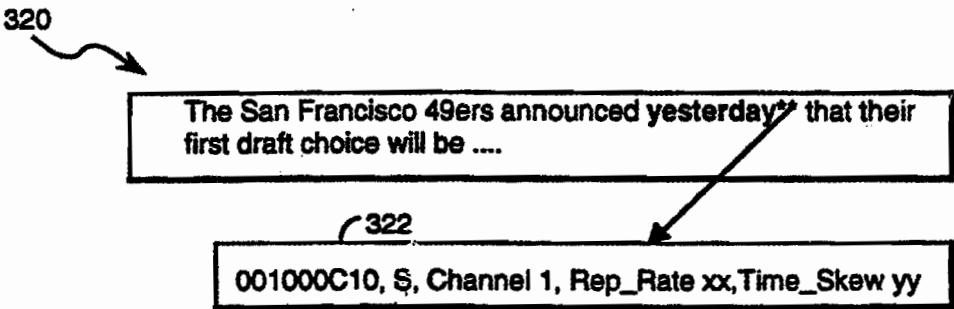 320
The San Francisco 49ers announced yesterday** that their
first draft choice will be ....
322
001000C10, S, Channel 1, Rep_Rate xx,Time_Skew yy